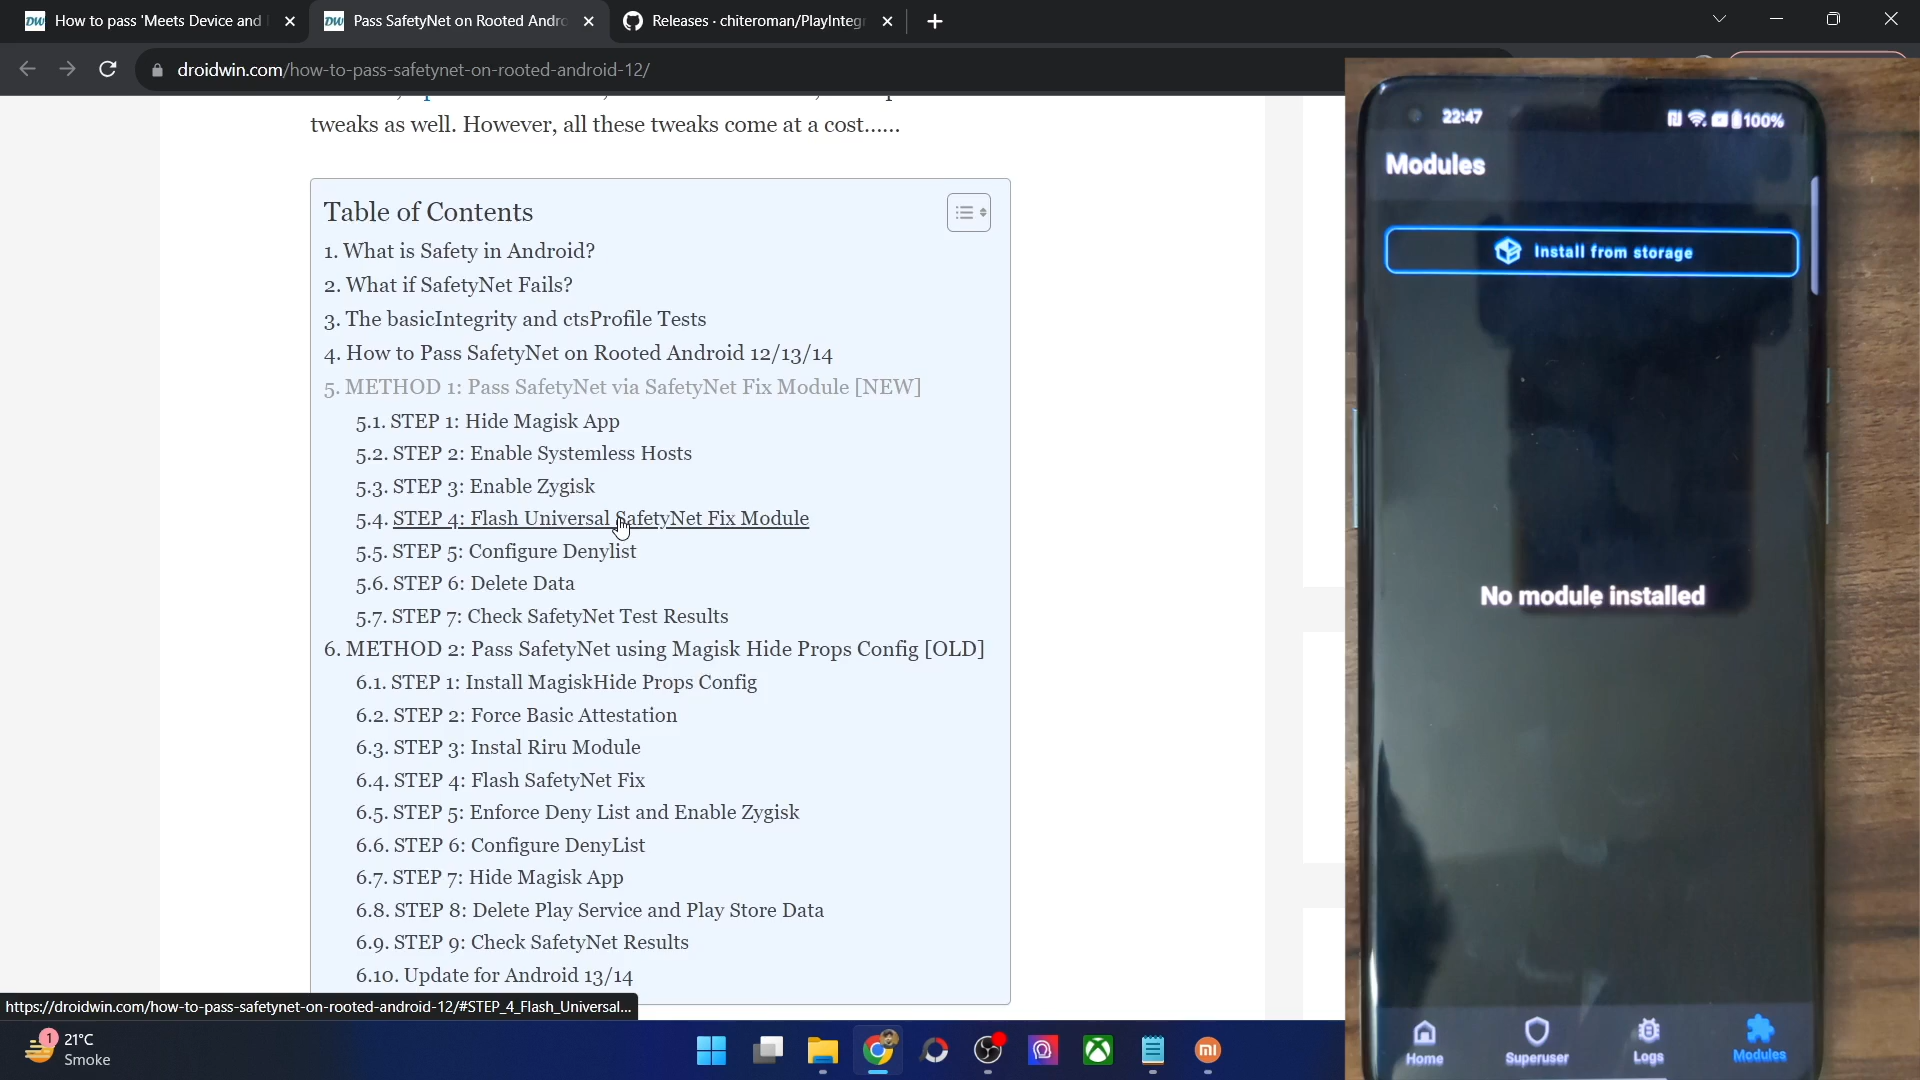 How to pass 'Meets Device and
Pass SafetyNet on Rooted Andro
Releases · chiteroman/PlayIntegr
droidwin.com/how-to-pass-safetynet-on-rooted-android-12/
tweaks as well. However, all these tweaks come at a cost......
Table of Contents
1. What is Safety in Android?
2. What if SafetyNet Fails?
3. The basicIntegrity and ctsProfile Tests
4. How to Pass SafetyNet on Rooted Android 12/13/14
5. METHOD 1: Pass SafetyNet via SafetyNet Fix Module [NEW]
5.1. STEP 1: Hide Magisk App
5.2. STEP 2: Enable Systemless Hosts
5.3. STEP 3: Enable Zygisk
5.4. STEP 4: Flash Universal SafetyNet Fix Module
5.5. STEP 5: Configure Denylist
5.6. STEP 6: Delete Data
5.7. STEP 7: Check SafetyNet Test Results
6. METHOD 2: Pass SafetyNet using Magisk Hide Props Config [OLD]
6.1. STEP 1: Install MagiskHide Props Config
6.2. STEP 2: Force Basic Attestation
6.3. STEP 3: Instal Riru Module
6.4. STEP 4: Flash SafetyNet Fix
6.5. STEP 5: Enforce Deny List and Enable Zygisk
6.6. STEP 6: Configure DenyList
6.7. STEP 7: Hide Magisk App
6.8. STEP 8: Delete Play Service and Play Store Data
6.9. STEP 9: Check SafetyNet Results
6.10. Update for Android 13/14
https://droidwin.com/how-to-pass-safetynet-on-rooted-android-12/#STEP_4_Flash_Universal...
1
21°C
Smoke
mi
22:47
100%
Modules
Install from storage
No module installed
Home
Superuser
Logs
Modules